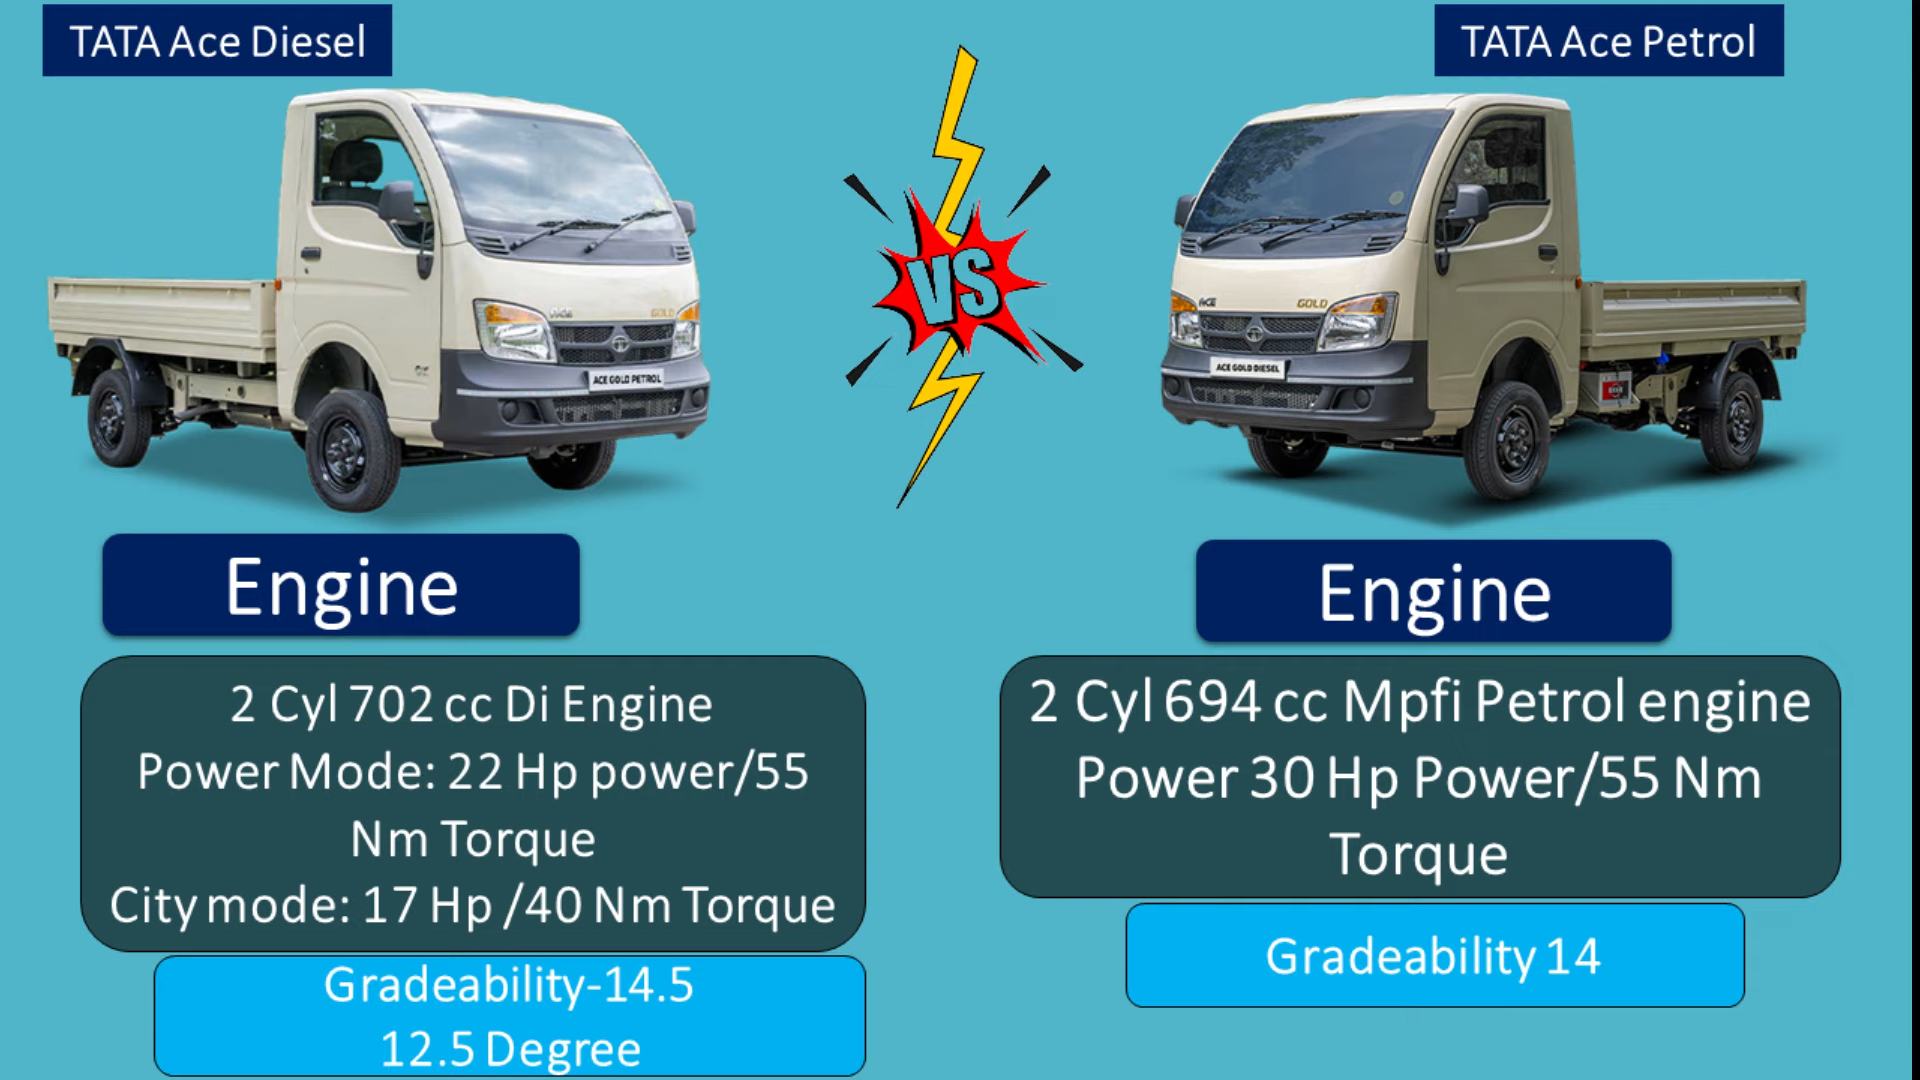 TATA Ace Diesel
TATA Ace Petrol
VS
ACE
GOLD
ACE GOLD PETROL
ACE
GOLD
ACE GOLD DIESEL
Engine
2 Cyl 702 cc Di Engine
Power Mode: 22 Hp power/55
Nm Torque
City mode: 17 Hp /40 Nm Torque
Gradeability-14.5
12.5 Degree
Engine
2 Cyl 694 cc Mpfi Petrol engine
Power 30 Hp Power/55 Nm
Torque
Gradeability 14